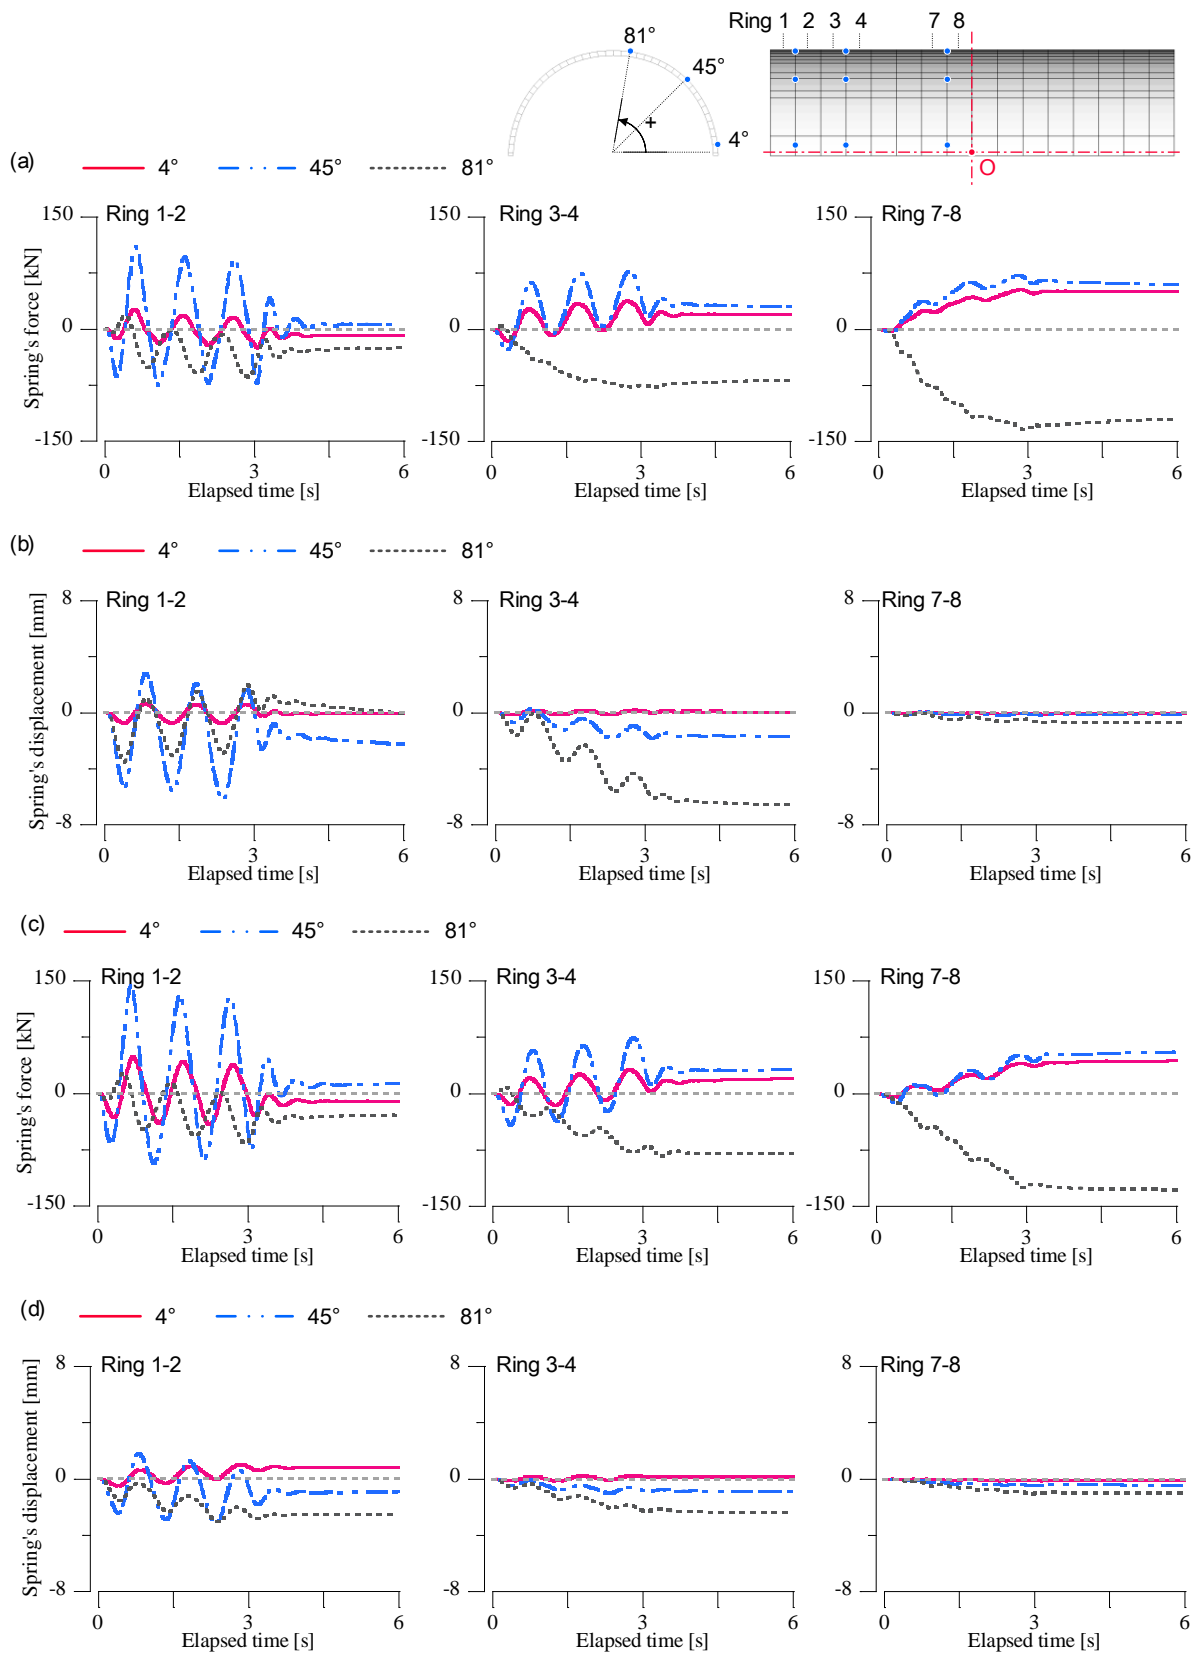 Ring 1 2 3 4 7 8
81°
45°
+
4°
O
(a)
4° 45° 81°
Ring 1-2 Ring 3-4 Ring 7-8
150 150 150
Spring's force [kN]
0 0 0
-150 -150 -150
0 3 6 0 3 6 0 3 6
Elapsed time [s] Elapsed time [s] Elapsed time [s]
(b)
4° 45° 81°
Ring 1-2 Ring 3-4 Ring 7-8
8 8 8
Spring's displacement [mm]
0 0 0
-8 -8 -8
0 3 6 0 3 6 0 3 6
Elapsed time [s] Elapsed time [s] Elapsed time [s]
(c)
4° 45° 81°
Ring 1-2 Ring 3-4 Ring 7-8
150 150 150
Spring's force [kN]
0 0 0
-150 -150 -150
0 3 6 0 3 6 0 3 6
Elapsed time [s] Elapsed time [s] Elapsed time [s]
(d)
4° 45° 81°
Ring 1-2 Ring 3-4 Ring 7-8
8 8 8
Spring's displacement [mm]
0 0 0
-8 -8 -8
0 3 6 0 3 6 0 3 6
Elapsed time [s] Elapsed time [s] Elapsed time [s]